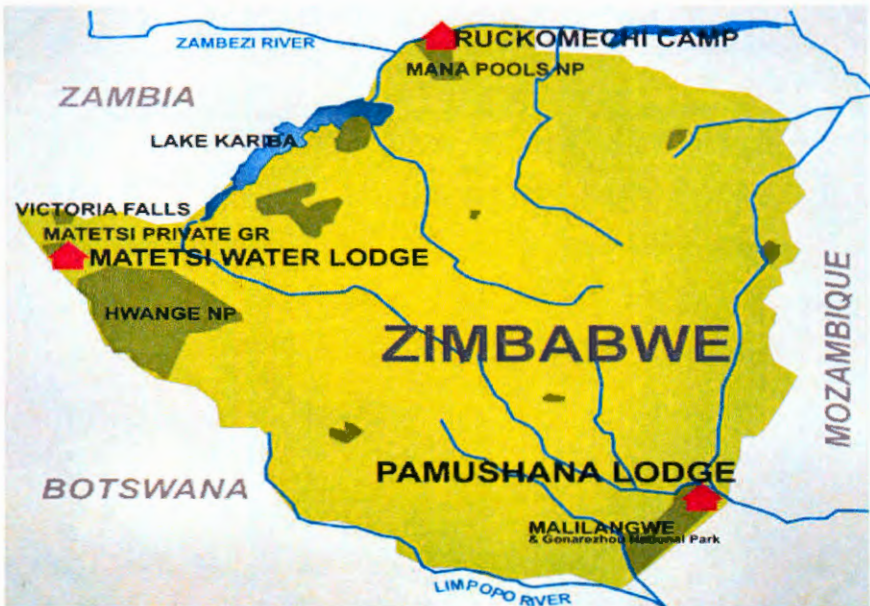 ZAMBEZI RIVER
RUCKOMECHI CAMP
MANA POOLS NP
ZAMBIA
LAKE KARIBA
VICTORIA FALLS
MATETSI PRIVATE GR
MATETSI WATER LODGE
HWANGE NP
ZIMBABWE
MOZAMBIQUE
PAMUSHANA LODGE
BOTSWANA
MALILANGWE
& Gonarezhou National Park
LIMPOPO RIVER